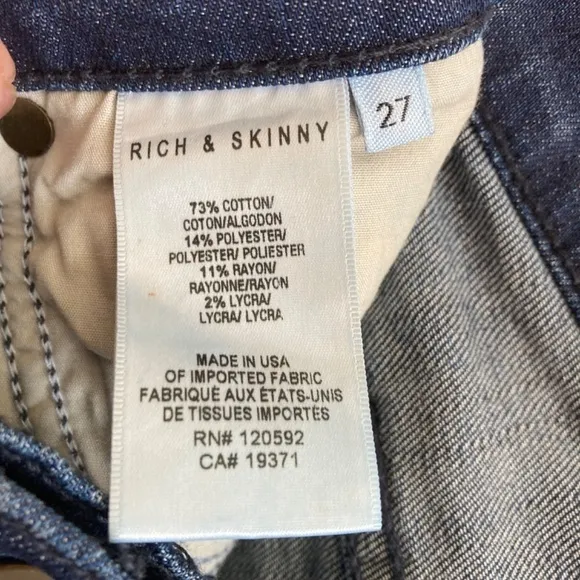 RICH & SKINNY
27
73% COTTON/
COTON/ALGODON
14% POLYESTER/
POLYESTER/ POLIESTER
11% RAYON/
RAYONNE/RAYON
2% LYCRA/
LYCRA/ LYCRA
MADE IN USA
OF IMPORTED FABRIC
FABRIQUÉ AUX ÉTATS-UNIS
DE TISSUES IMPORTÉS
RN# 120592
CA# 19371